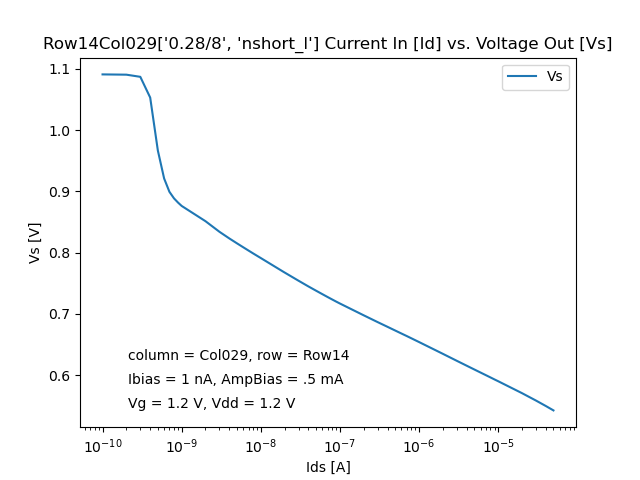 Row14Col029['0.28/8', 'nshort_l'] Current In [Id] vs. Voltage Out [Vs]
Vs
1.1
1.0
0.9
0.8
0.7
0.6
Vs [V]
column = Col029, row = Row14
Ibias = 1 nA, AmpBias = .5 mA
Vg = 1.2 V, Vdd = 1.2 V
10⁻¹⁰ 10⁻⁹ 10⁻⁸ 10⁻⁷ 10⁻⁶ 10⁻⁵
Ids [A]